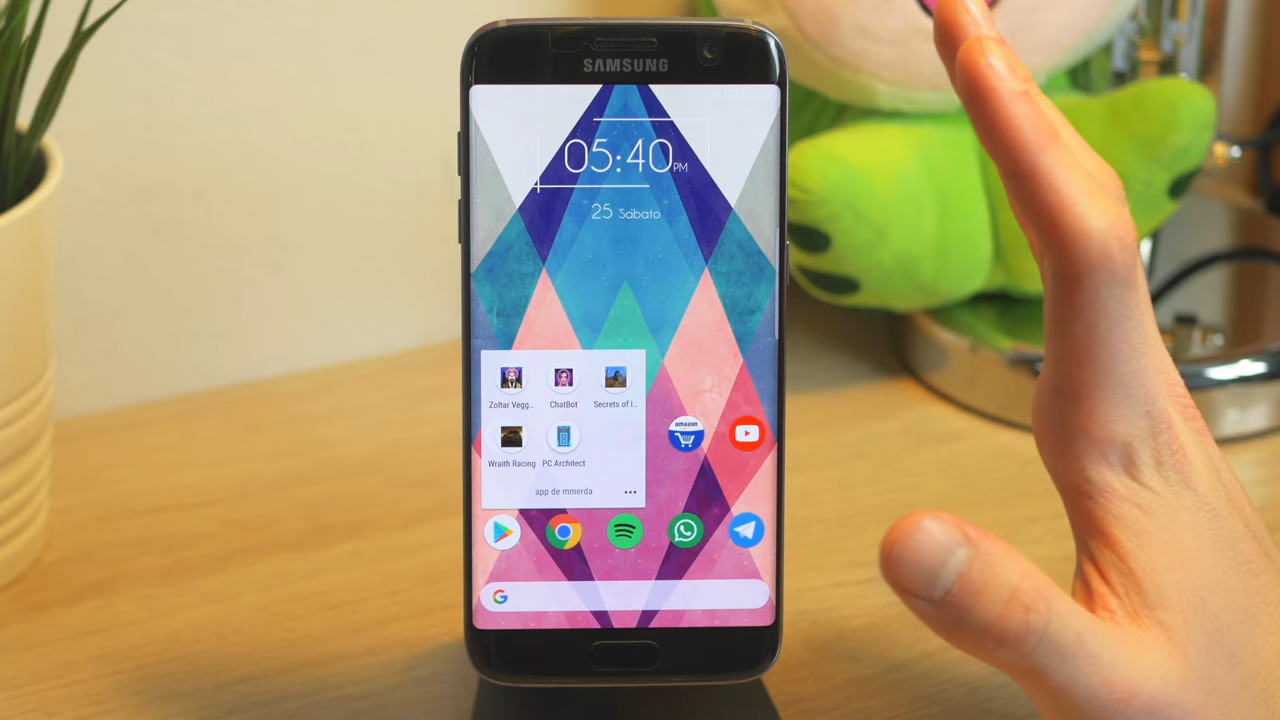 SAMSUNG
05:40PM
25 Sabato
Zoltar Vegg.. ChatBot Secrets of I..
amazon
Wraith Racing PC Architect
app de mmerda